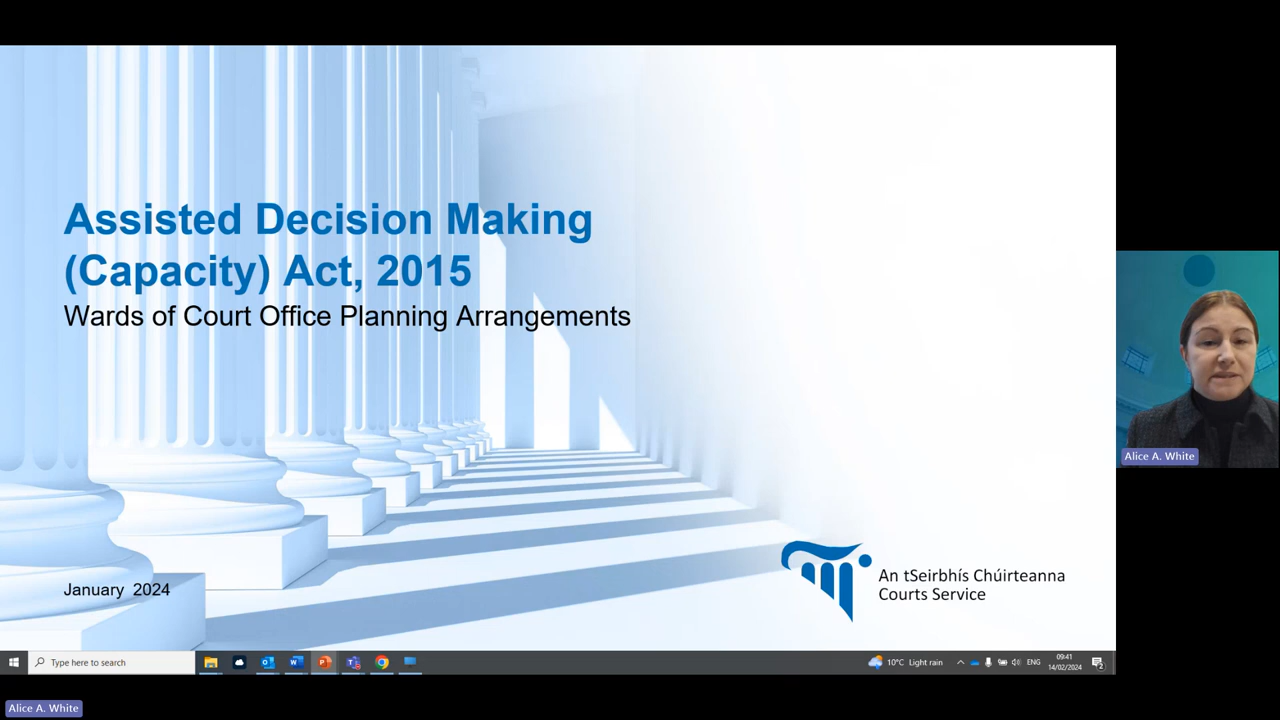 Assisted Decision Making
(Capacity) Act, 2015
Wards of Court Office Planning Arrangements
January 2024
An tSeirbhís Chúirteanna
Courts Service
Alice A. White
Type here to search
10°C Light rain
ENG
09:41
14/02/2024
2
Alice A. White